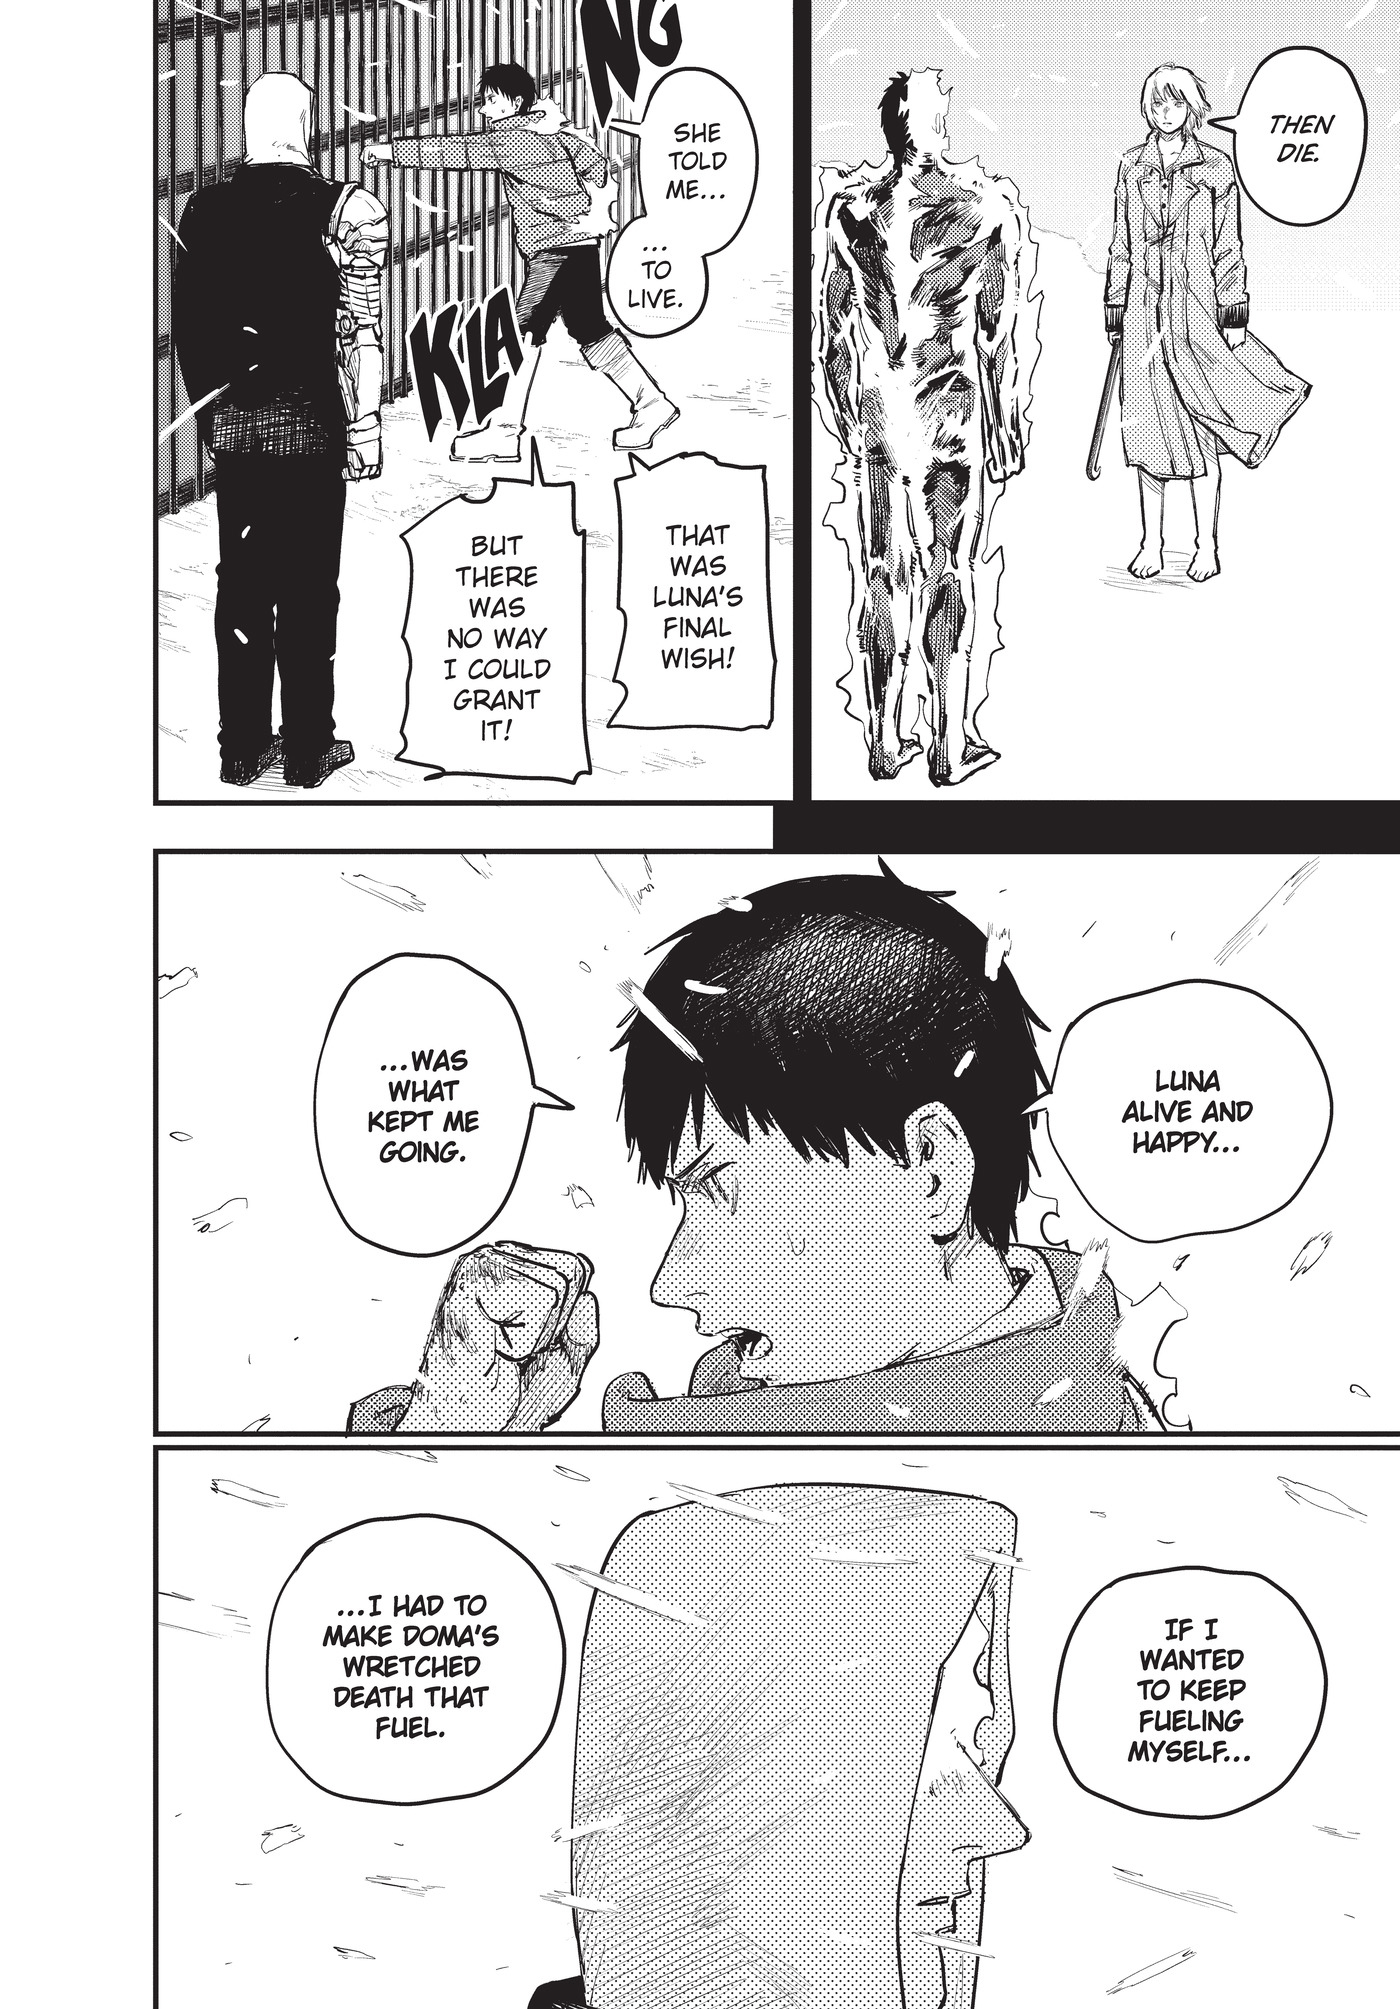 THEN
DIE.
SHE
TOLD
ME...
...
TO
LIVE.
KLA
NG
THAT
WAS
LUNA'S
FINAL
WISH!
BUT
THERE
WAS
NO WAY
I COULD
GRANT
IT!
LUNA
ALIVE AND
HAPPY...
...WAS
WHAT
KEPT ME
GOING.
IF I
WANTED
TO KEEP
FUELING
MYSELF...
...I HAD TO
MAKE DOMA'S
WRETCHED
DEATH THAT
FUEL.